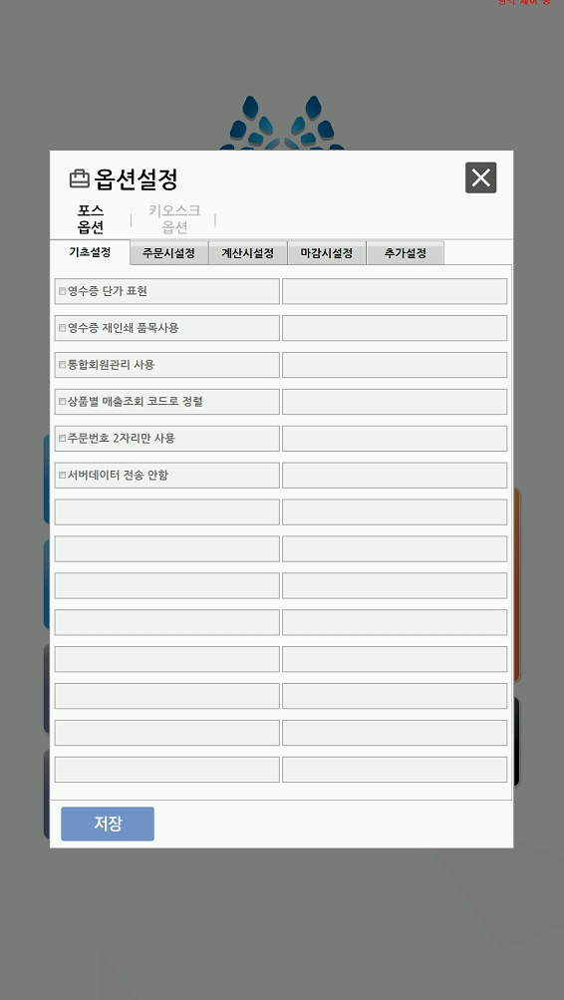 옵션설정
포스
옵션
키오스크
옵션
기초설정 주문시설정 계산시설정 마감시설정 추가설정
영수증 단가 표현
영수증 재인쇄 품목사용
통합회원관리 사용
상품별 매출조회 코드로 정렬
주문번호 2자리만 사용
서버데이터 전송 안함
저장